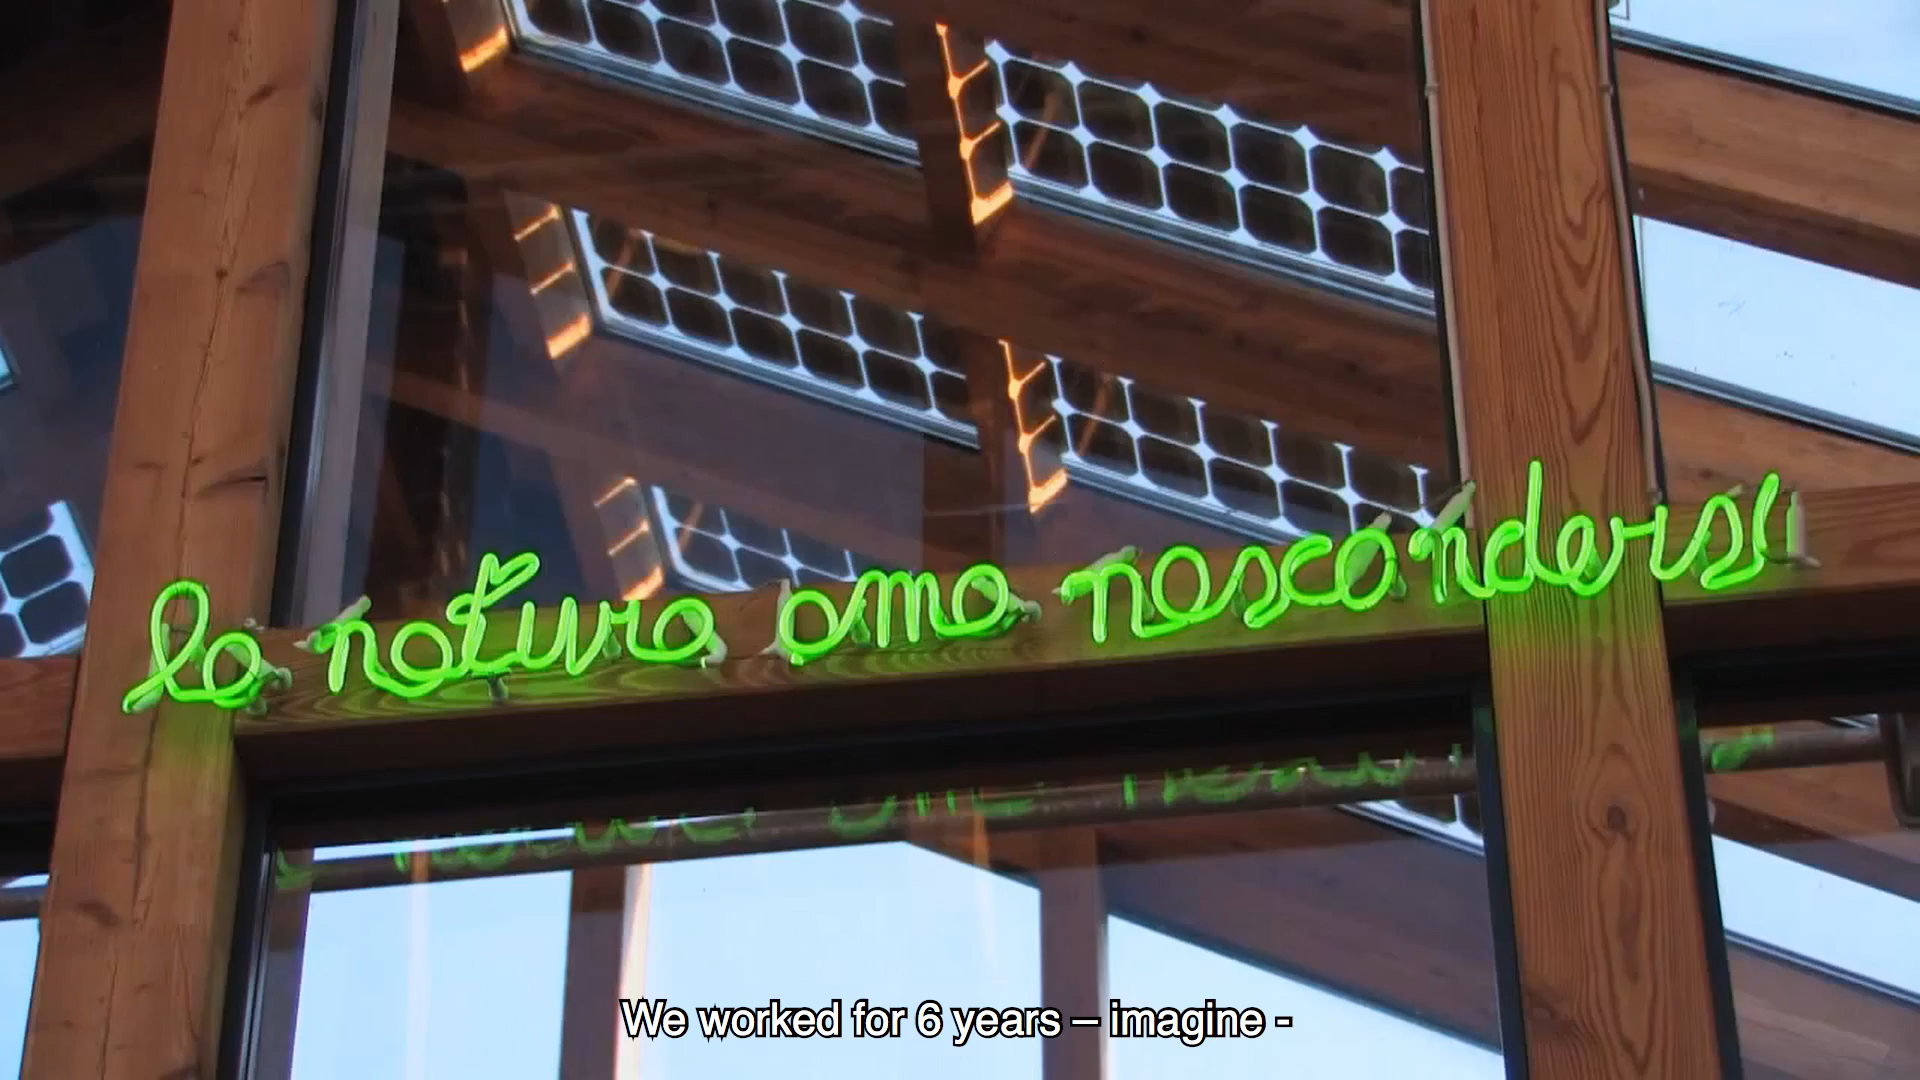 la natura ama nascondersi
We worked for 6 years – imagine -